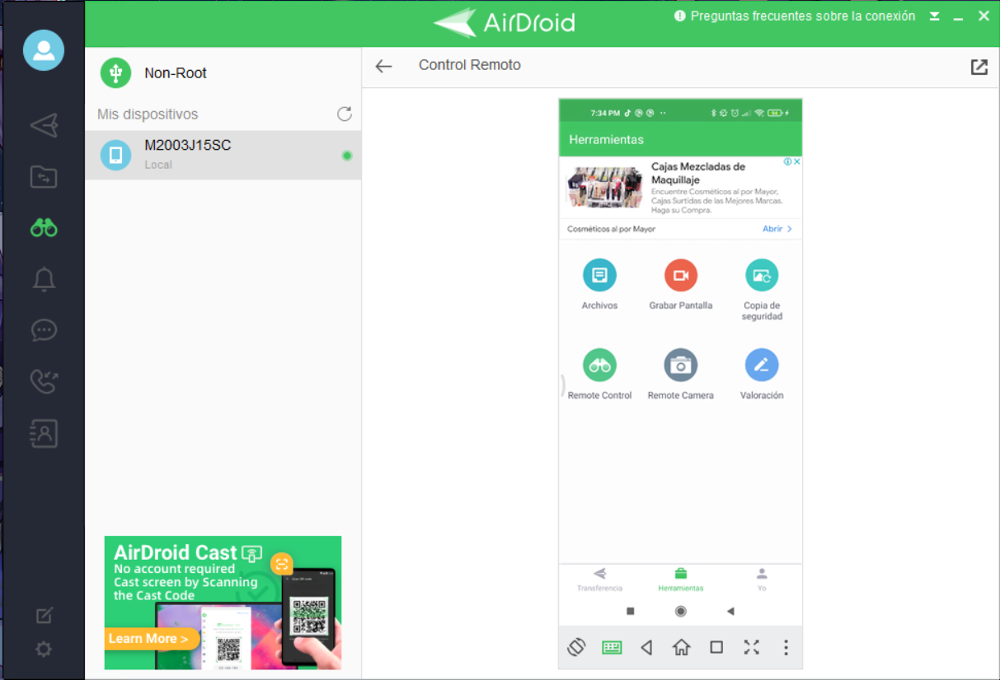 AirDroid
Preguntas frecuentes sobre la conexión
Non-Root
Mis dispositivos
M2003J15SC
Local
AirDroid Cast
No account required
Cast screen by Scanning
the Cast Code
Learn More >
Control Remoto
7:34 PM
Herramientas
Cajas Mezcladas de
Maquillaje
Encuentre Cosméticos al por Mayor,
Cajas Surtidas de las Mejores Marcas.
Haga su Compra.
Cosméticos al por Mayor
Abrir >
Archivos
Grabar Pantalla
Copia de
seguridad
Remote Control
Remote Camera
Valoración
Transferencia
Herramientas
Yo